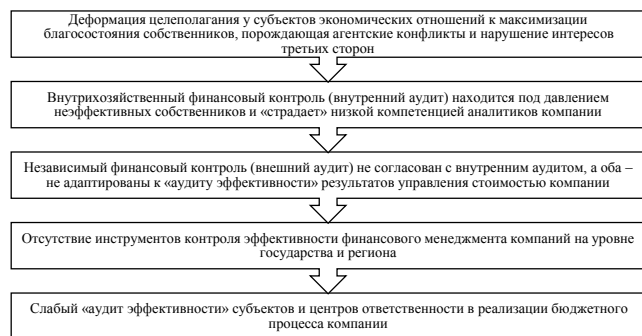 Деформация целеполагания у субъектов экономических отношений к максимизации
благосостояния собственников, порождающая агентские конфликты и нарушение интересов
третьих сторон
Внутрихозяйственный финансовый контроль (внутренний аудит) находится под давлением
неэффективных собственников и «страдает» низкой компетенцией аналитиков компании
Независимый финансовый контроль (внешний аудит) не согласован с внутренним аудитом, а оба –
не адаптированы к «аудиту эффективности» результатов управления стоимостью компании
Отсутствие инструментов контроля эффективности финансового менеджмента компаний на уровне
государства и региона
Слабый «аудит эффективности» субъектов и центров ответственности в реализации бюджетного
процесса компании